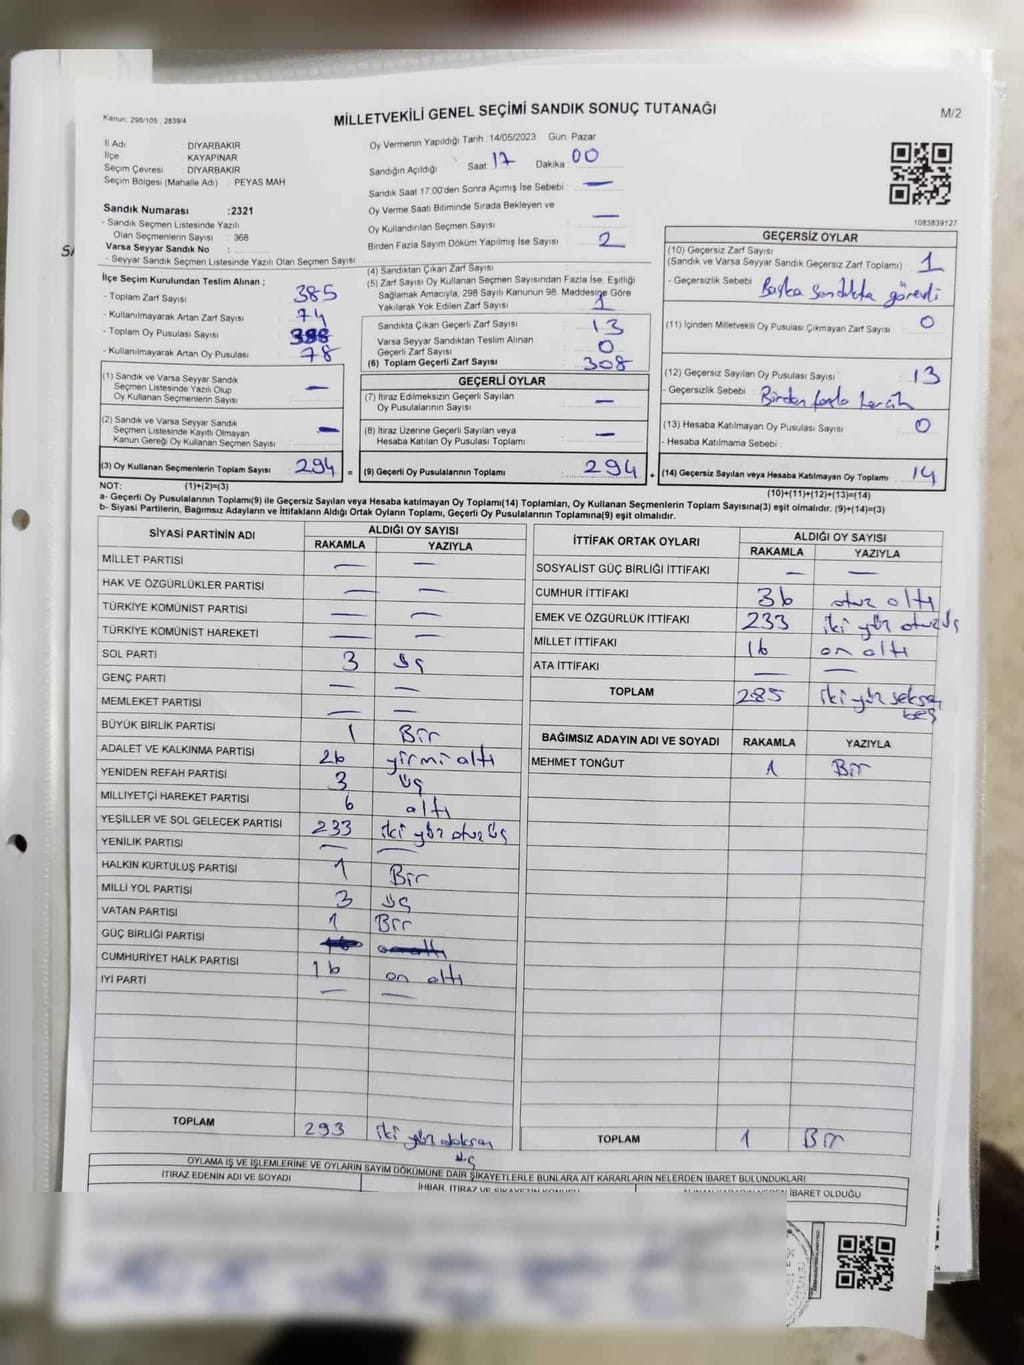 Kanun: 298/105 , 2839/4
MİLLETVEKİLİ GENEL SEÇİMİ SANDIK SONUÇ TUTANAĞI
M/2
İl Adı : DİYARBAKIR
İlçe : KAYAPINAR
Seçim Çevresi : DİYARBAKIR
Seçim Bölgesi (Mahalle Adı) : PEYAS MAH
Sandık Numarası :2321
- Sandık Seçmen Listesinde Yazılı
Olan Seçmenlerin Sayısı : 368
Varsa Seyyar Sandık No :
- Seyyar Sandık Seçmen Listesinde Yazılı Olan Seçmen Sayısı:
Oy Vermenin Yapıldığı Tarih :14/05/2023 Gün: Pazar
Sandığın Açıldığı Saat 17 Dakika 00
Sandık Saat 17:00'den Sonra Açımış İse Sebebi —
Oy Verme Saati Bitiminde Sırada Bekleyen ve
Oy Kullandırılan Seçmen Sayısı —
Birden Fazla Sayım Döküm Yapılmış İse Sayısı 2
1083839127
İlçe Seçim Kurulundan Teslim Alınan ;
- Toplam Zarf Sayısı 385
- Kullanılmayarak Artan Zarf Sayısı 74
- Toplam Oy Pusulası Sayısı
- Kullanılmayarak Artan Oy Pusulası 78
(4) Sandıktan Çıkan Zarf Sayısı
(5) Zarf Sayısı Oy Kullanan Seçmen Sayısından Fazla İse, Eşitliği
Sağlamak Amacıyla, 298 Sayılı Kanunun 98. Maddesine Göre
Yakılarak Yok Edilen Zarf Sayısı 1
Sandıkta Çıkan Geçerli Zarf Sayısı 13
Varsa Seyyar Sandıktan Teslim Alınan
Geçerli Zarf Sayısı 0
(6) Toplam Geçerli Zarf Sayısı 308
GEÇERSİZ OYLAR
(10) Geçersiz Zarf Sayısı
(Sandık ve Varsa Seyyar Sandık Geçersiz Zarf Toplamı) 1
- Geçersizlik Sebebi : Başka sandıkta görevli
(11) İçinden Milletvekili Oy Pusulası Çıkmayan Zarf Sayısı 0
(12) Geçersiz Sayılan Oy Pusulası Sayısı 13
- Geçersizlik Sebebi : Birden fazla tercih
(13) Hesaba Katılmayan Oy Pusulası Sayısı 0
- Hesaba Katılmama Sebebi :
(1) Sandık ve Varsa Seyyar Sandık
Seçmen Listesinde Yazılı Olup
Oy Kullanan Seçmenlerin Sayısı —
(2) Sandık ve Varsa Seyyar Sandık
Seçmen Listesinde Kayıtlı Olmayan
Kanun Gereği Oy Kullanan Seçmen Sayısı —
GEÇERLİ OYLAR
(7) İtiraz Edilmeksizin Geçerli Sayılan
Oy Pusulalarının Sayısı —
(8) İtiraz Üzerine Geçerli Sayılan veya
Hesaba Katılan Oy Pusulası Toplamı —
(3) Oy Kullanan Seçmenlerin Toplam Sayısı 294 = (9) Geçerli Oy Pusulalarının Toplamı 294 + (14) Geçersiz Sayılan veya Hesaba Katılmayan Oy Toplamı 14
NOT: (1)+(2)=(3) (10)+(11)+(12)+(13)=(14)
a- Geçerli Oy Pusulalarının Toplamı(9) ile Geçersiz Sayılan veya Hesaba katılmayan Oy Toplamı(14) Toplamları, Oy Kullanan Seçmenlerin Toplam Sayısına(3) eşit olmalıdır. (9)+(14)=(3)
b- Siyasi Partilerin, Bağımsız Adayların ve İttifakların Aldığı Ortak Oyların Toplamı, Geçerli Oy Pusulalarının Toplamına(9) eşit olmalıdır.
SİYASİ PARTİNİN ADI ALDIĞI OY SAYISI
RAKAMLA YAZIYLA
MİLLET PARTİSİ — —
HAK VE ÖZGÜRLÜKLER PARTİSİ — —
TÜRKİYE KOMÜNİST PARTİSİ — —
TÜRKİYE KOMÜNİST HAREKETİ — —
SOL PARTİ 3 üç
GENÇ PARTİ — —
MEMLEKET PARTİSİ — —
BÜYÜK BİRLİK PARTİSİ 1 Bir
ADALET VE KALKINMA PARTİSİ 26 yirmi altı
YENİDEN REFAH PARTİSİ 3 üç
MİLLİYETÇİ HAREKET PARTİSİ 6 altı
YEŞİLLER VE SOL GELECEK PARTİSİ 233 iki yüz otuz üç
YENİLİK PARTİSİ — —
HALKIN KURTULUŞ PARTİSİ 1 Bir
MİLLİ YOL PARTİSİ 3 üç
VATAN PARTİSİ 1 Bir
GÜÇ BİRLİĞİ PARTİSİ
CUMHURİYET HALK PARTİSİ 16 on altı
İYİ PARTİ — —
TOPLAM 293 iki yüz doksan
üç
İTTİFAK ORTAK OYLARI ALDIĞI OY SAYISI
RAKAMLA YAZIYLA
SOSYALİST GÜÇ BİRLİĞİ İTTİFAKI — —
CUMHUR İTTİFAKI 36 otuz altı
EMEK VE ÖZGÜRLÜK İTTİFAKI 233 iki yüz otuz üç
MİLLET İTTİFAKI 16 on altı
ATA İTTİFAKI — —
TOPLAM 285 iki yüz seksen
beş
BAĞIMSIZ ADAYIN ADI VE SOYADI RAKAMLA YAZIYLA
MEHMET TONĞUT 1 Bir
TOPLAM 1 Bir
OYLAMA İŞ VE İŞLEMLERİNE VE OYLARIN SAYIM DÖKÜMÜNE DAİR ŞİKAYETLERLE BUNLARA AİT KARARLARIN NELERDEN İBARET BULUNDUKLARI
İTİRAZ EDENİN ADI VE SOYADI
İHBAR, İTİRAZ VE
İBARET OLDUĞU